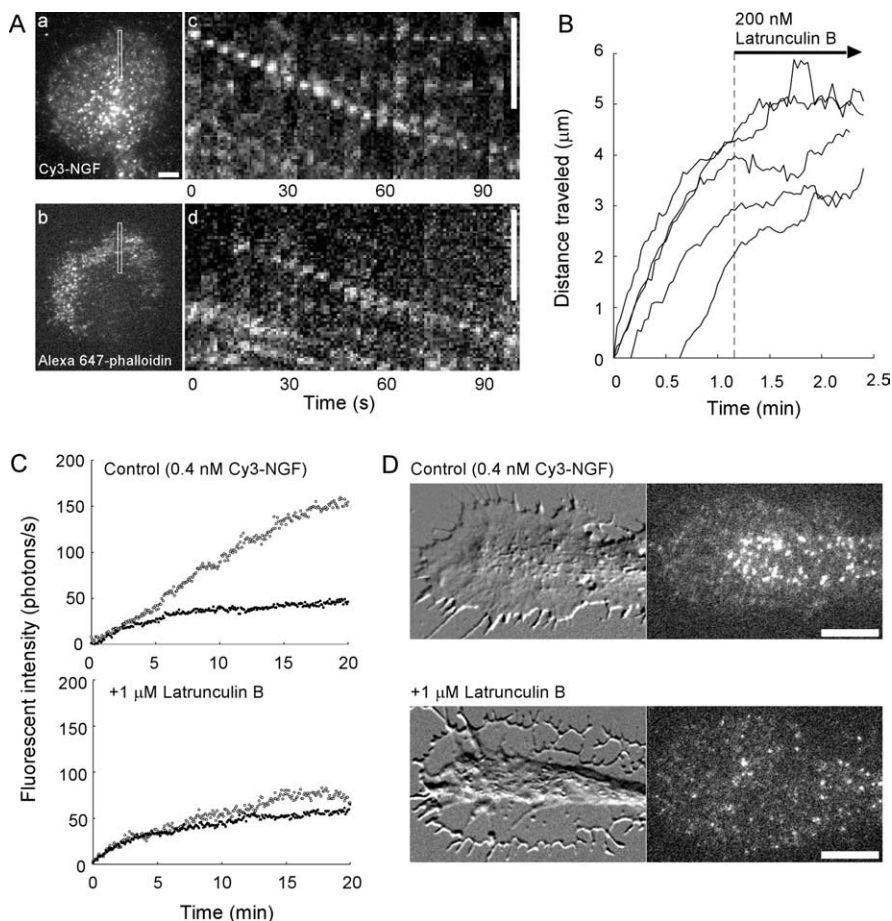 A
a
Cy3-NGF
c
0 30 60 90
b
Alexa 647-phalloidin
d
0 30 60 90
Time (s)
B
200 nM
Latrunculin B
6
5
4
3
2
1
0
Distance traveled (μm)
0 0.5 1.0 1.5 2.0 2.5
Time (min)
C
Control (0.4 nM Cy3-NGF)
200
150
100
50
0
0 5 10 15 20
+1 μM Latrunculin B
200
150
100
50
0
0 5 10 15 20
Fluorescent intensity (photons/s)
Time (min)
D
Control (0.4 nM Cy3-NGF)
+1 μM Latrunculin B